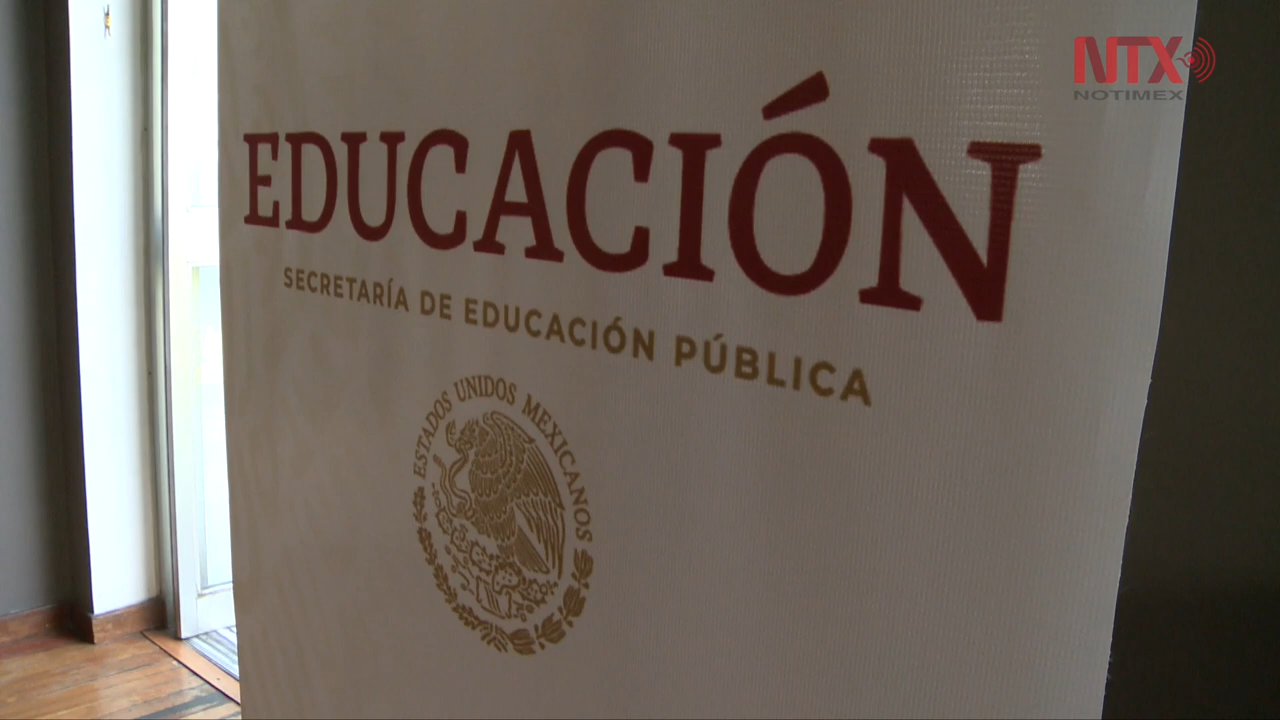 NTX
NOTIMEX
EDUCACIÓN
SECRETARÍA DE EDUCACIÓN PÚBLICA
ESTADOS UNIDOS MEXICANOS